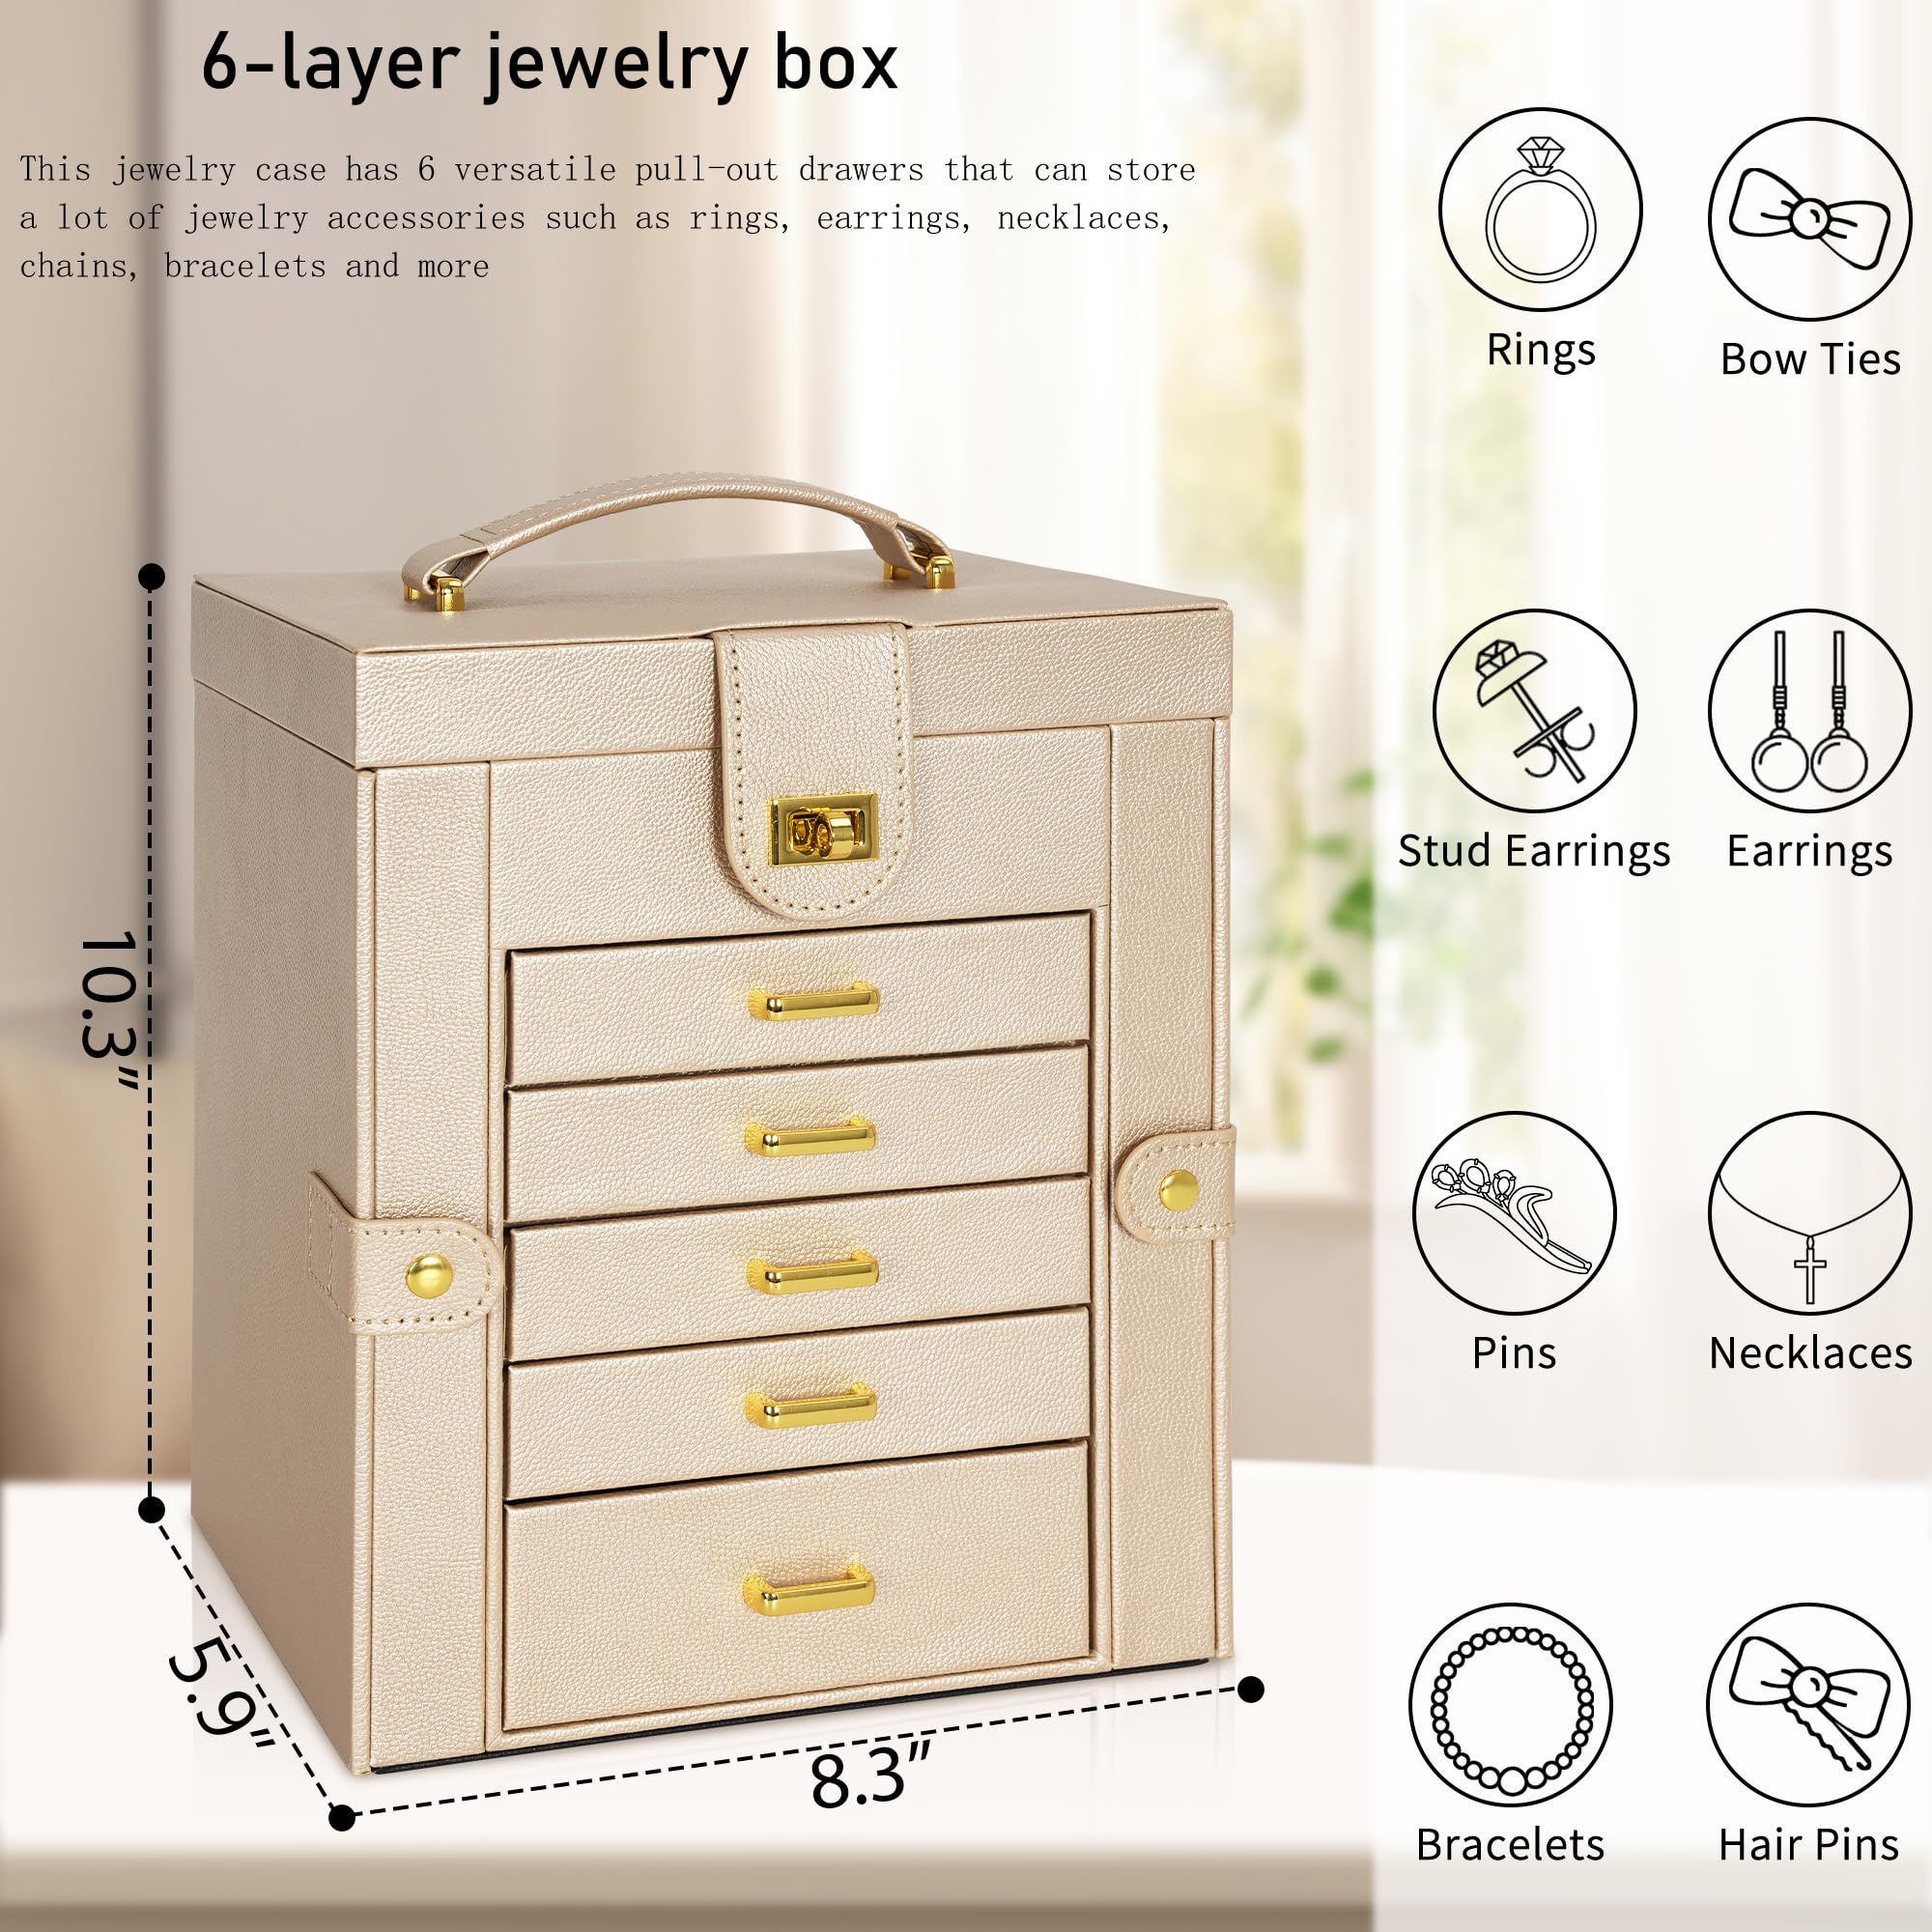 6-layer jewelry box
This jewelry case has 6 versatile pull-out drawers that can store
a lot of jewelry accessories such as rings, earrings, necklaces,
chains, bracelets and more
Rings
Bow Ties
Stud Earrings
Earrings
Pins
Necklaces
Bracelets
Hair Pins
10.3"
5.9"
8.3"